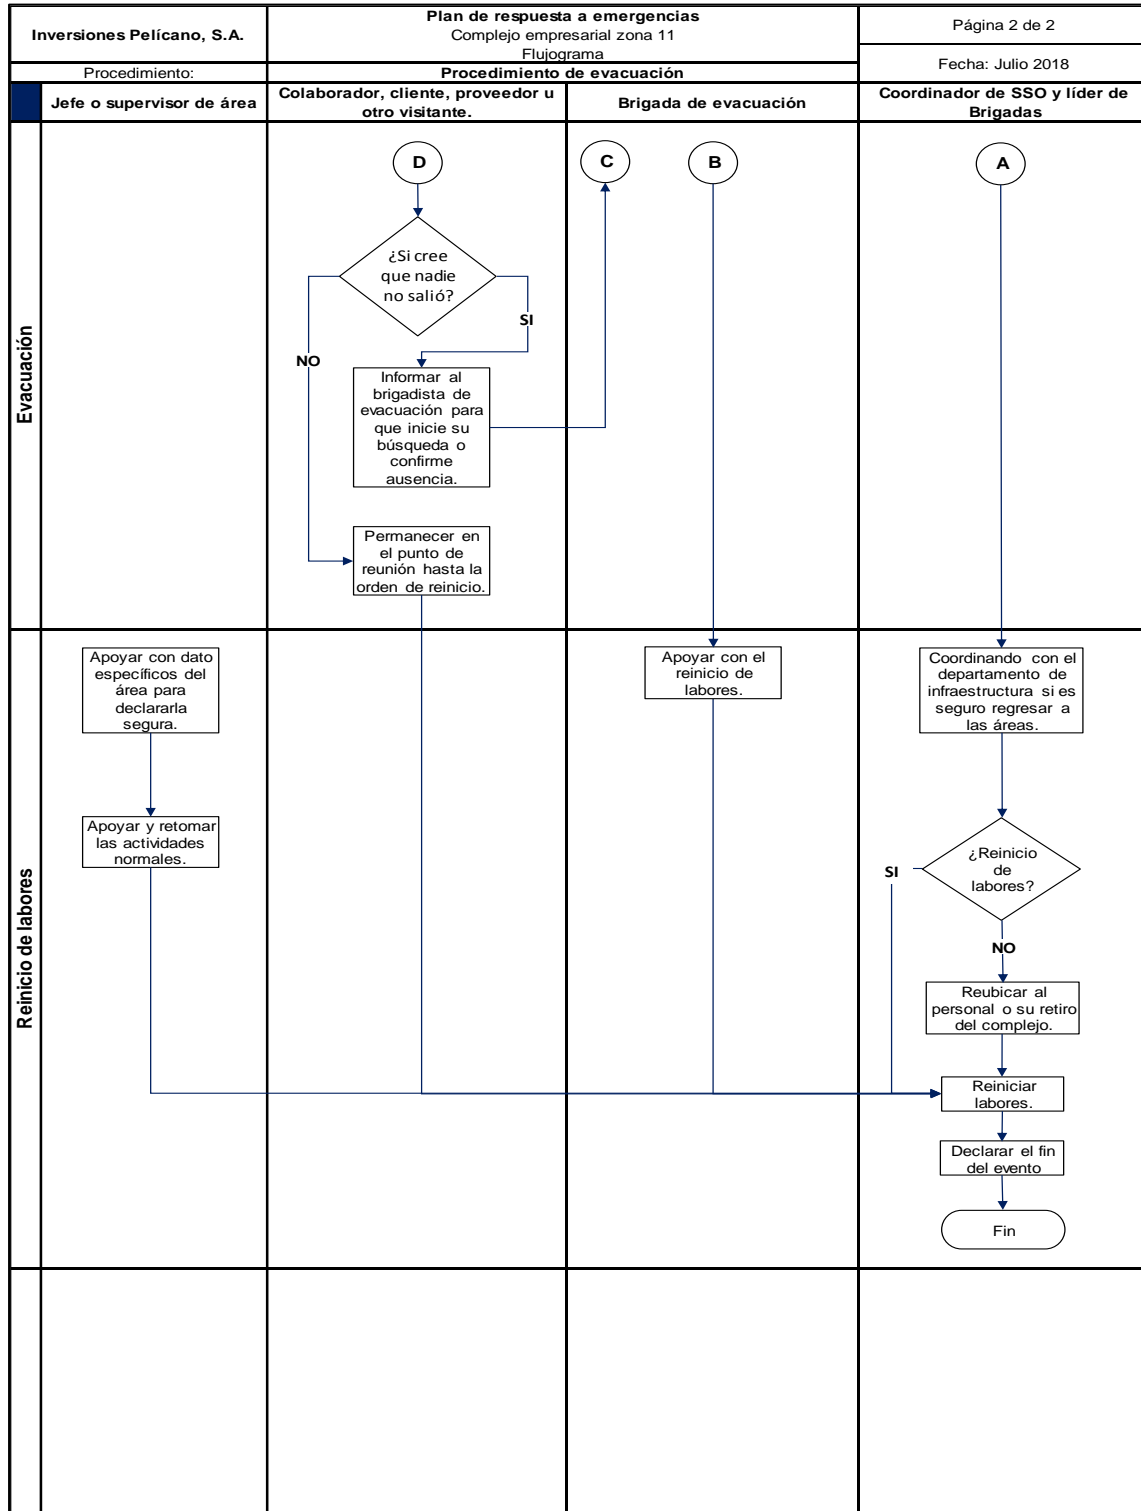 Inversiones Pelícano, S.A.
Plan de respuesta a emergencias
Complejo empresarial zona 11
Flujograma
Página 2 de 2
Fecha: Julio 2018
Procedimiento:
Procedimiento de evacuación
Jefe o supervisor de área
Colaborador, cliente, proveedor u
otro visitante.
Brigada de evacuación
Coordinador de SSO y líder de
Brigadas
Evacuación
D
C
B
A
¿Si cree
que nadie
no salió?
SI
NO
Informar al
brigadista de
evacuación para
que inicie su
búsqueda o
confirme
ausencia.
Permanecer en
el punto de
reunión hasta la
orden de reinicio.
Reinicio de labores
Apoyar con dato
específicos del
área para
declararla
segura.
Apoyar y retomar
las actividades
normales.
Apoyar con el
reinicio de
labores.
Coordinando con el
departamento de
infraestructura si es
seguro regresar a
las áreas.
¿Reinicio
de
labores?
SI
NO
Reubicar al
personal o su retiro
del complejo.
Reiniciar
labores.
Declarar el fin
del evento
Fin